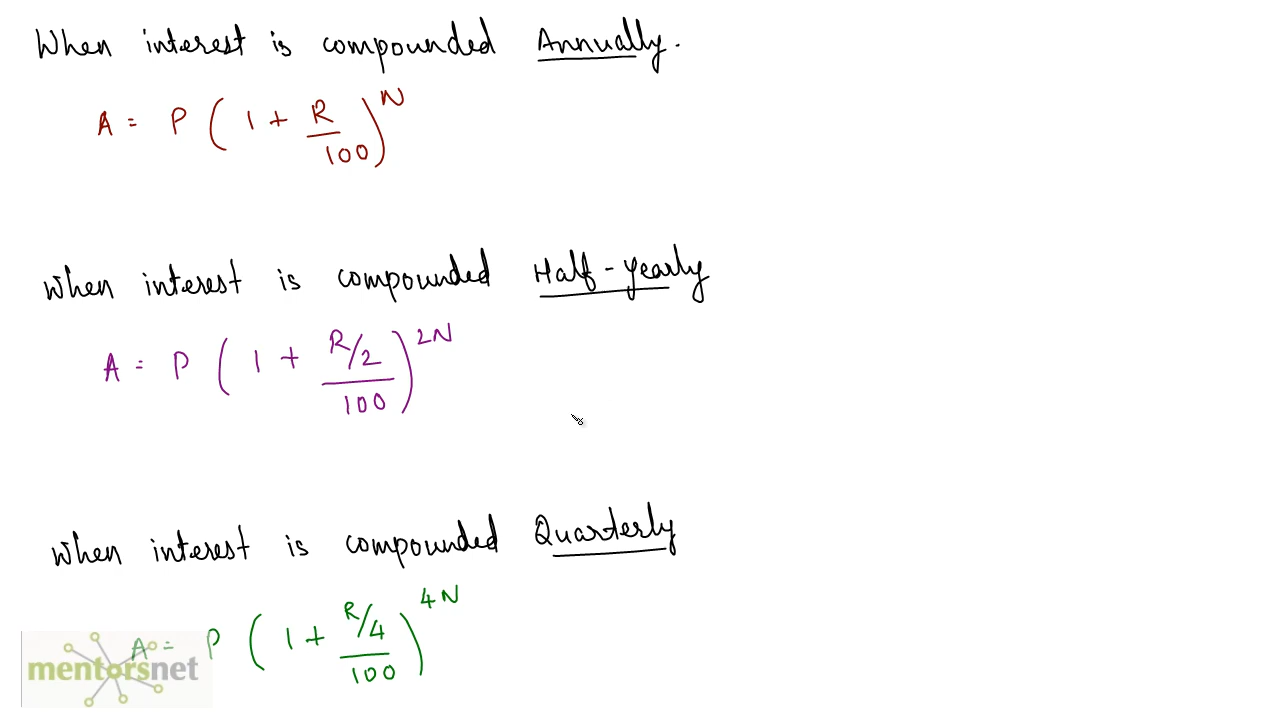 When interest is compounded Annually.
A = P ( 1 + R/100 )^N
When interest is compounded Half-yearly
A = P ( 1 + R/2/100 )^2N
When interest is compounded Quarterly
A = P ( 1 + R/4/100 )^4N
mentorsnet